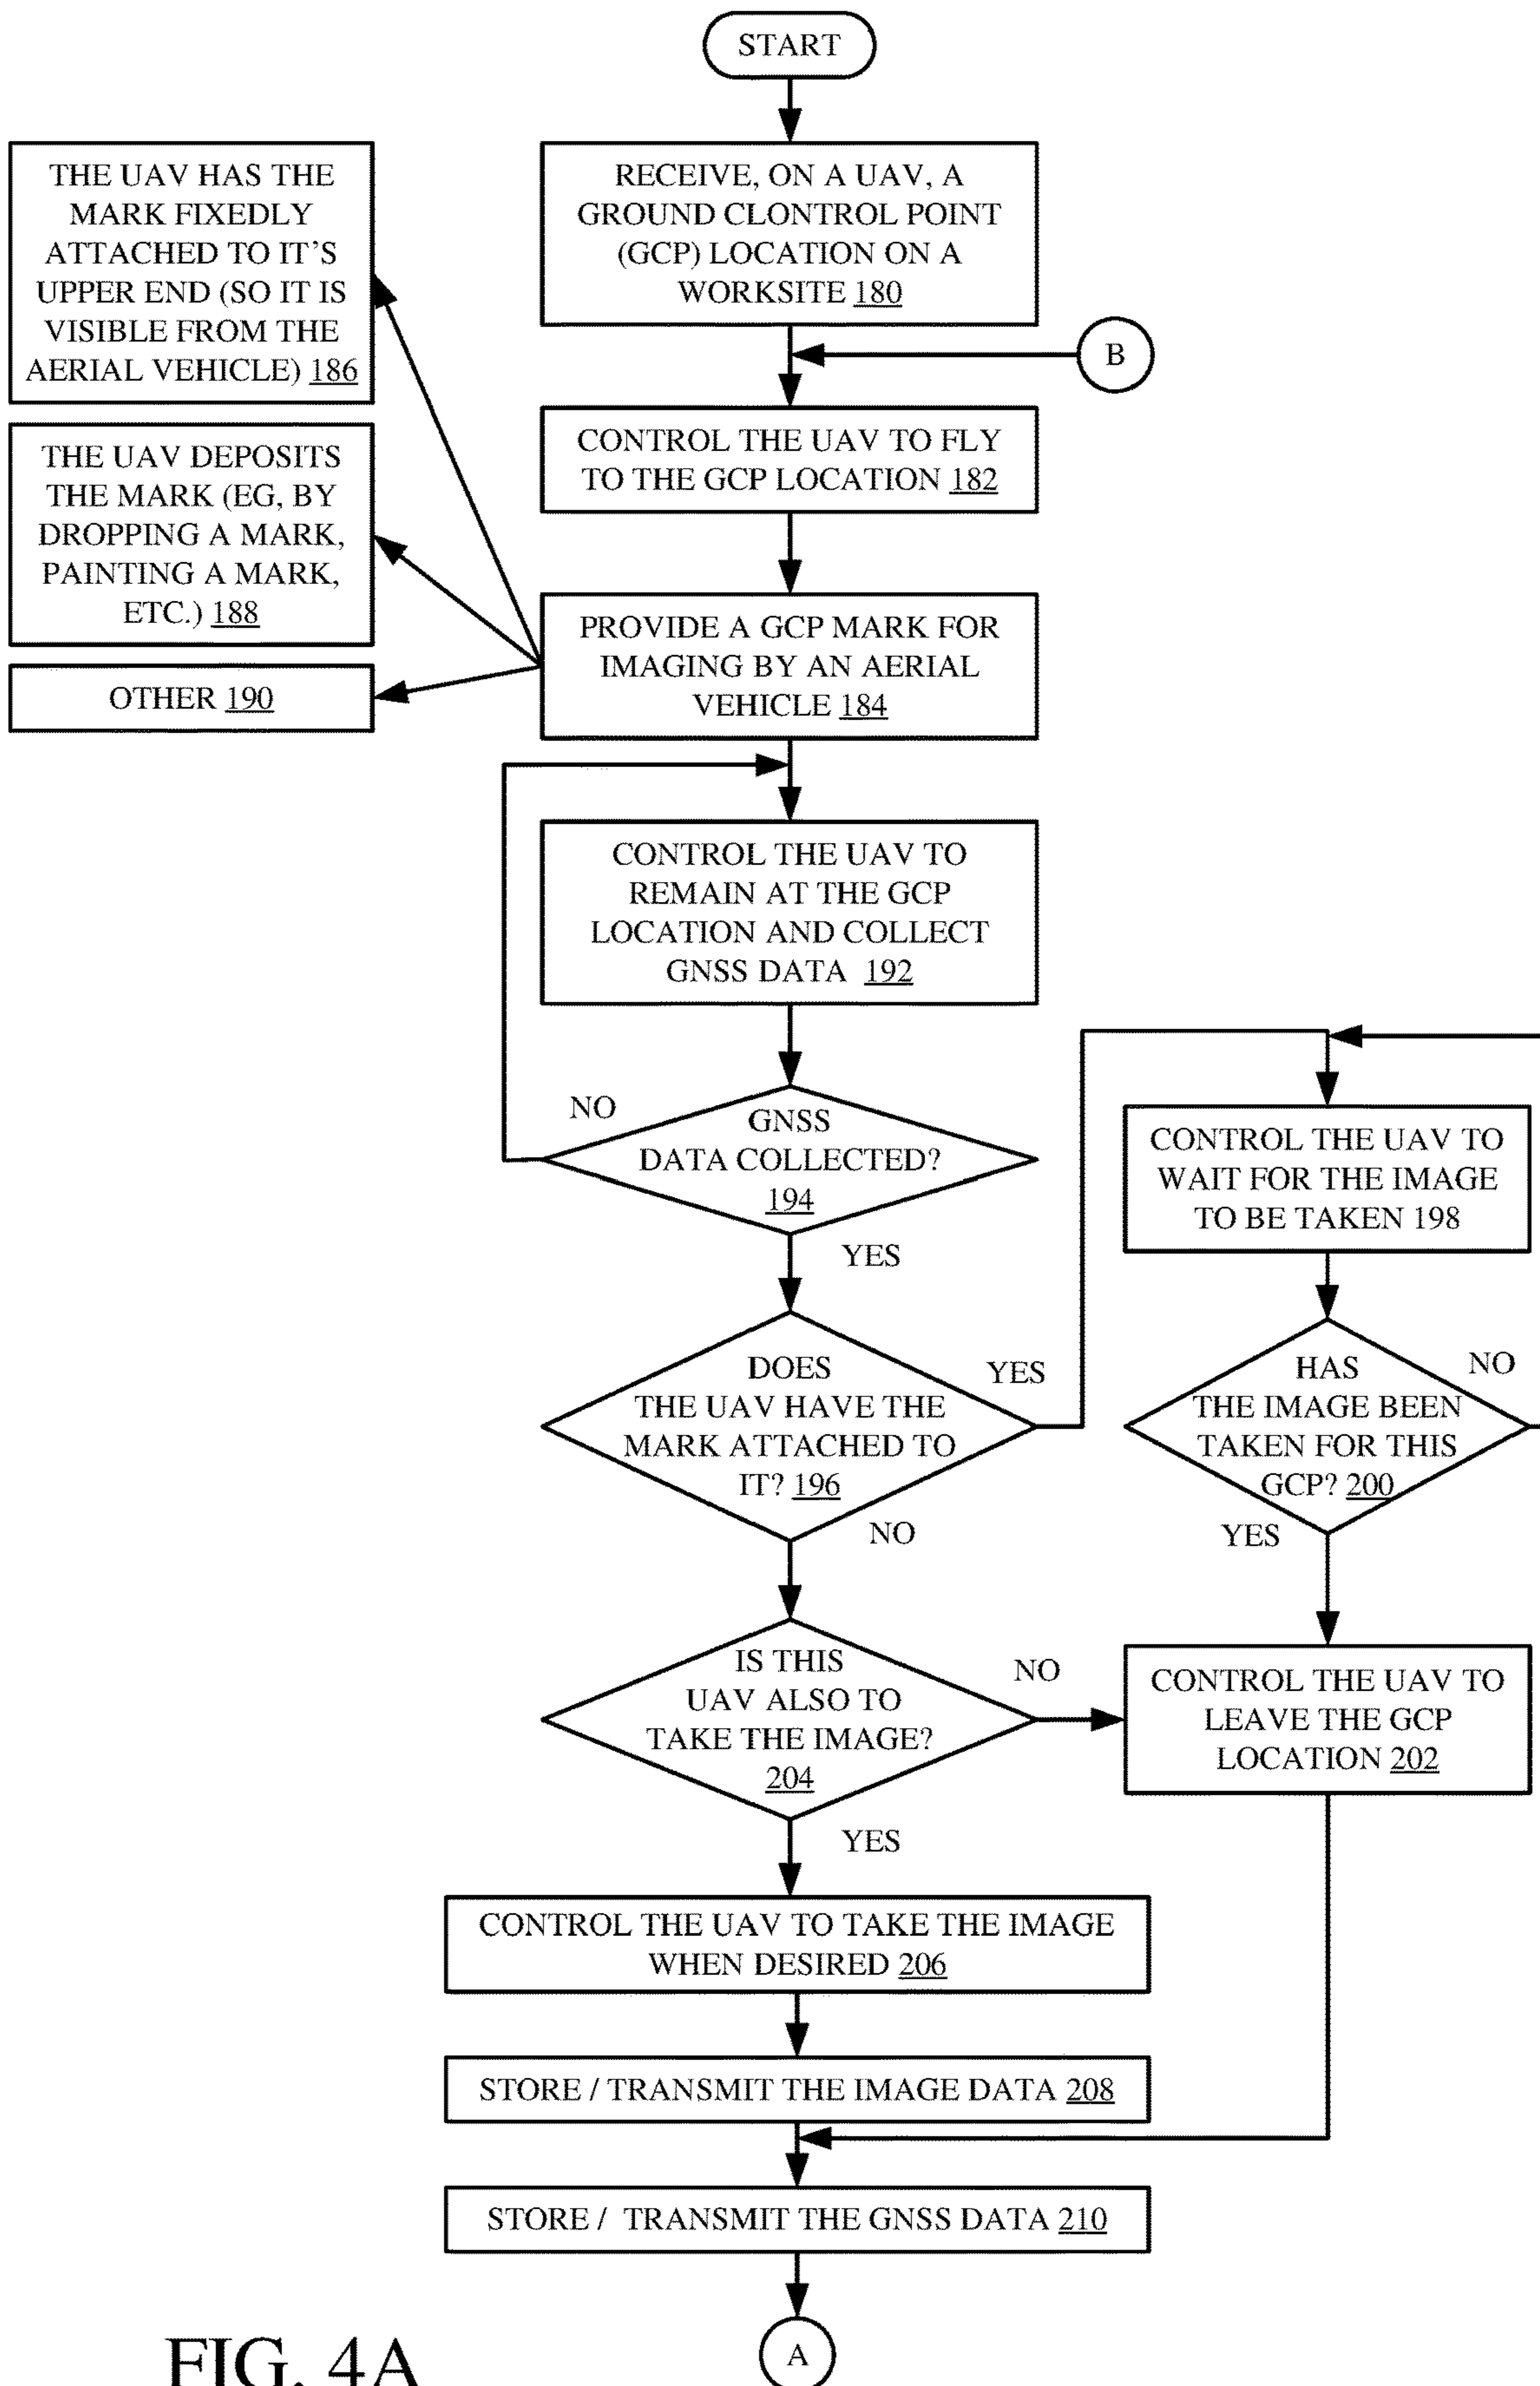 START
RECEIVE, ON A UAV, A
GROUND CLONTROL POINT
(GCP) LOCATION ON A
WORKSITE 180
B
CONTROL THE UAV TO FLY
TO THE GCP LOCATION 182
PROVIDE A GCP MARK FOR
IMAGING BY AN AERIAL
VEHICLE 184
THE UAV HAS THE
MARK FIXEDLY
ATTACHED TO IT'S
UPPER END (SO IT IS
VISIBLE FROM THE
AERIAL VEHICLE) 186
THE UAV DEPOSITS
THE MARK (EG, BY
DROPPING A MARK,
PAINTING A MARK,
ETC.) 188
OTHER 190
CONTROL THE UAV TO
REMAIN AT THE GCP
LOCATION AND COLLECT
GNSS DATA 192
NO
GNSS
DATA COLLECTED?
194
YES
DOES
THE UAV HAVE THE
MARK ATTACHED TO
IT? 196
YES
NO
CONTROL THE UAV TO
WAIT FOR THE IMAGE
TO BE TAKEN 198
HAS
THE IMAGE BEEN
TAKEN FOR THIS
GCP? 200
NO
YES
IS THIS
UAV ALSO TO
TAKE THE IMAGE?
204
NO
YES
CONTROL THE UAV TO
LEAVE THE GCP
LOCATION 202
CONTROL THE UAV TO TAKE THE IMAGE
WHEN DESIRED 206
STORE / TRANSMIT THE IMAGE DATA 208
STORE / TRANSMIT THE GNSS DATA 210
A
FIG. 4A